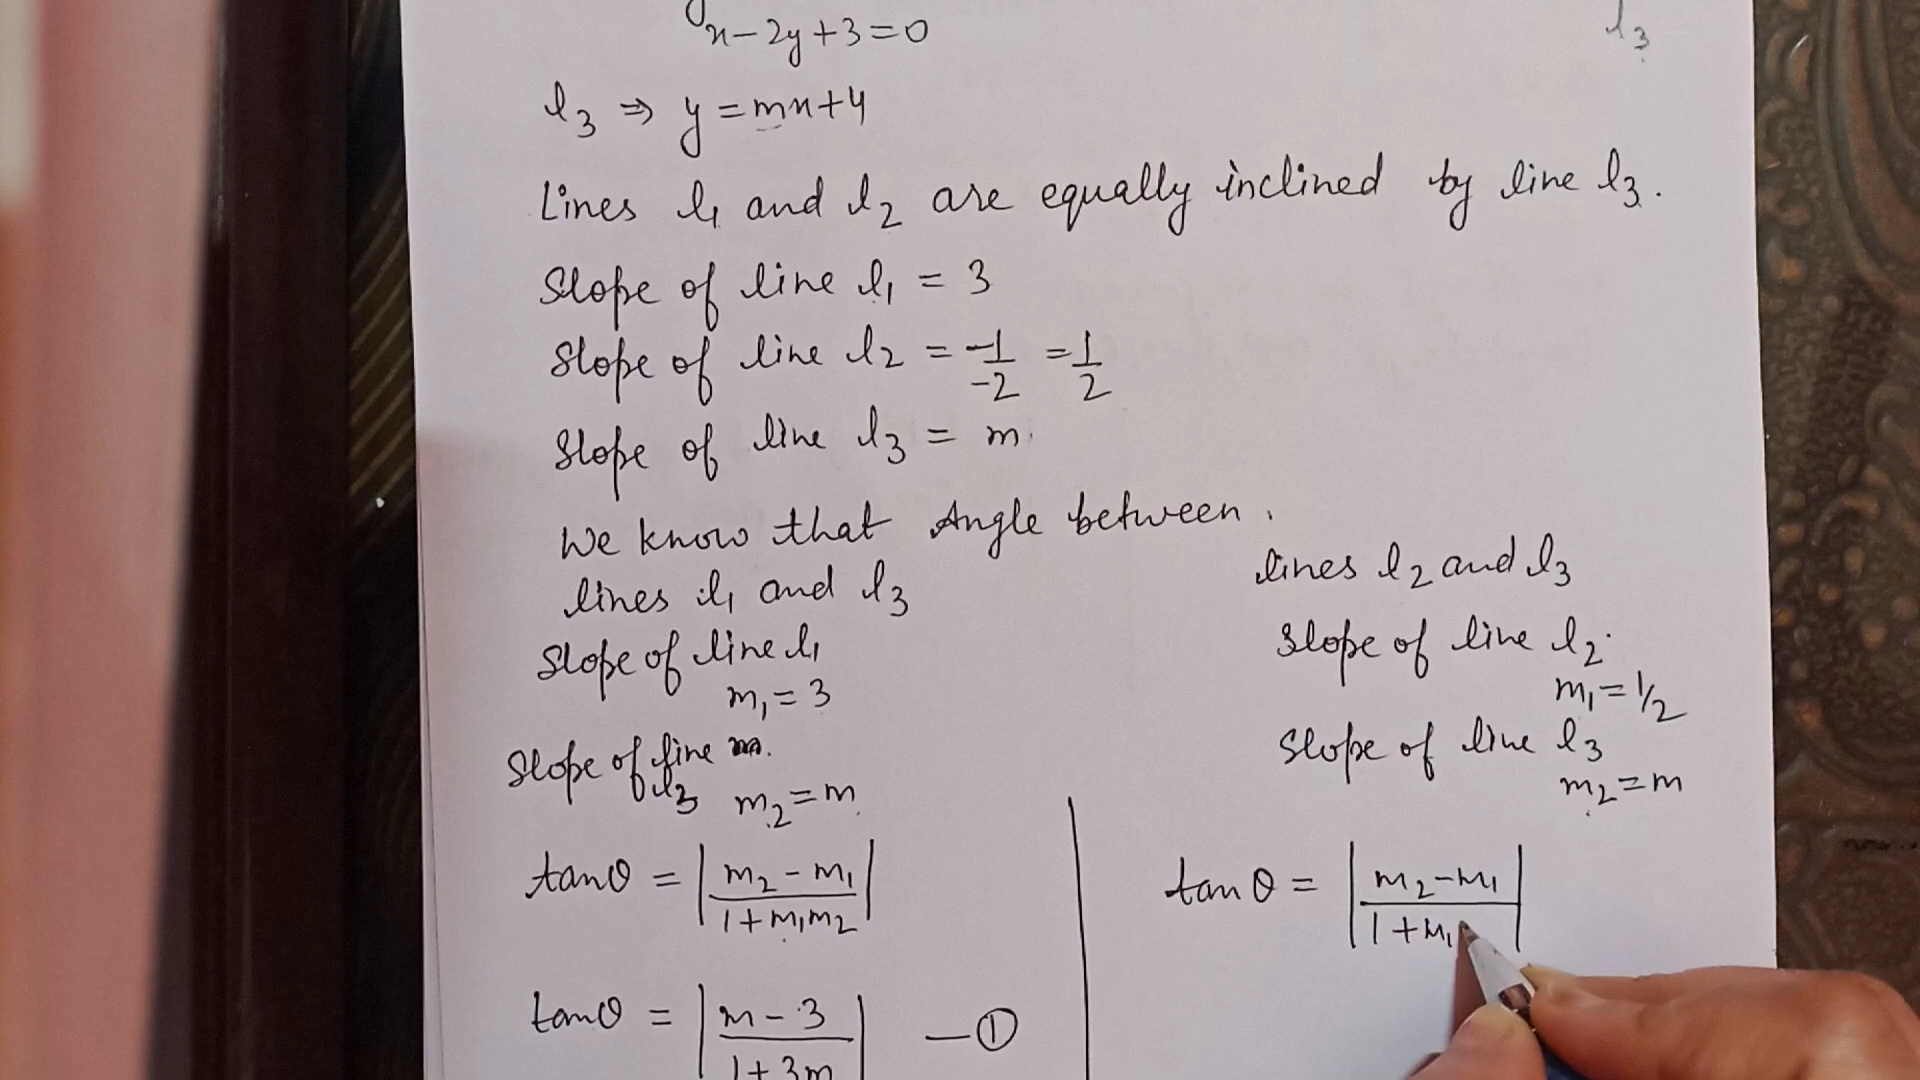 x-2y+3=0
l3
l3 ⇒ y=mx+4
Lines l1 and l2 are equally inclined by line l3.
Slope of line l1 = 3
Slope of line l2 = -1/-2 = 1/2
Slope of line l3 = m.
We know that Angle between.
lines l1 and l3
Slope of line l1
m1=3
Slope of line
l3 m2=m
tanθ = |m2-m1/1+m1m2|
tanθ = |m-3/1+3m| -①
lines l2 and l3
Slope of line l2.
m1=1/2
Slope of line l3
m2=m
tanθ = |m2-m1/1+m1|